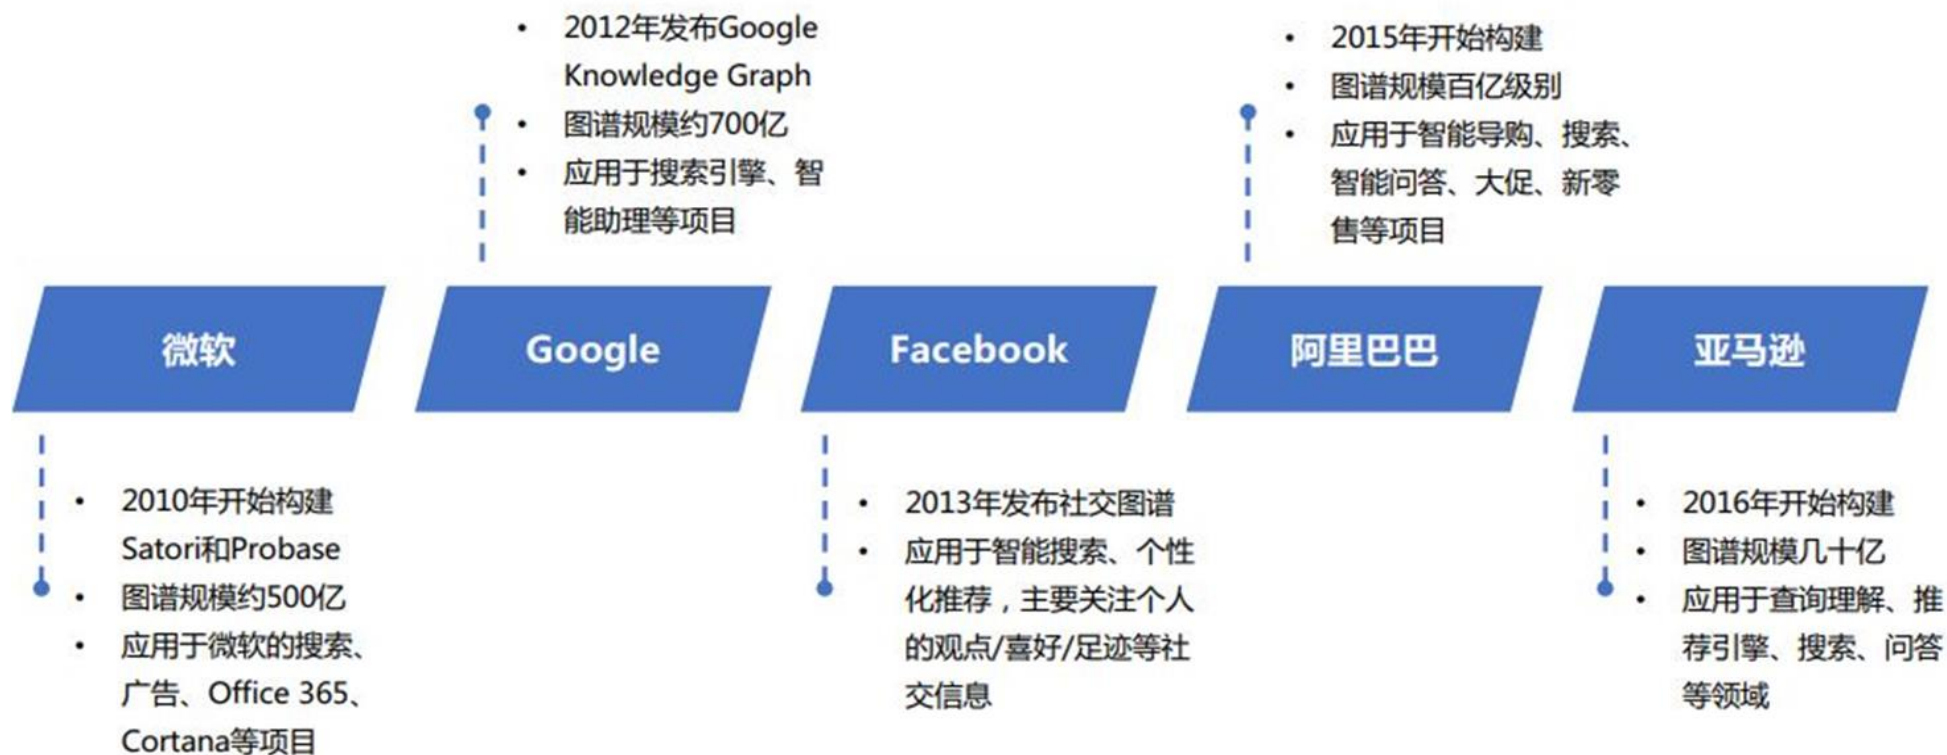 • 2012年发布Google
Knowledge Graph
• 图谱规模约700亿
• 应用于搜索引擎、智
能助理等项目
• 2015年开始构建
• 图谱规模百亿级别
• 应用于智能导购、搜索、
智能问答、大促、新零
售等项目
微软
Google
Facebook
阿里巴巴
亚马逊
• 2010年开始构建
Satori和Probase
• 图谱规模约500亿
• 应用于微软的搜索、
广告、Office 365、
Cortana等项目
• 2013年发布社交图谱
• 应用于智能搜索、个性
化推荐，主要关注个人
的观点/喜好/足迹等社
交信息
• 2016年开始构建
• 图谱规模几十亿
• 应用于查询理解、推
荐引擎、搜索、问答
等领域